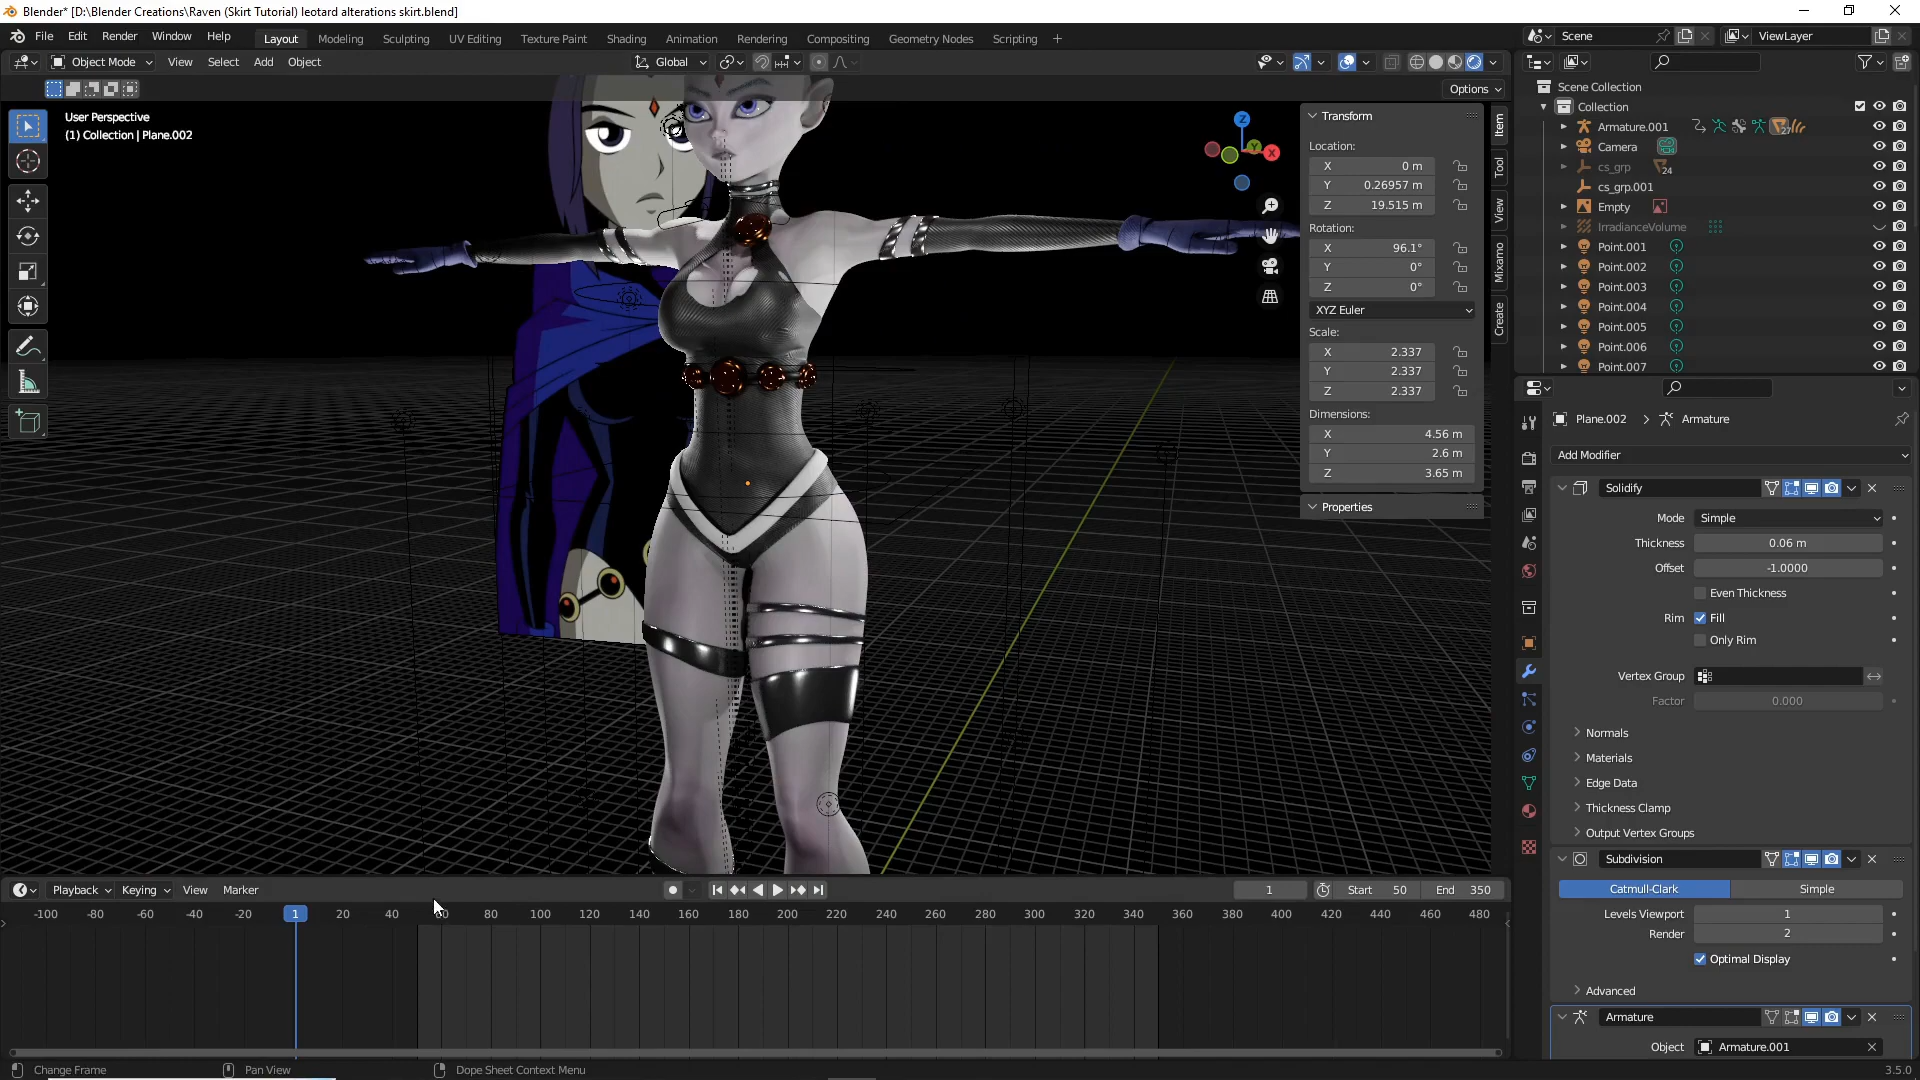 Blender* [D:\Blender Creations\Raven (Skirt Tutorial) leotard alterations skirt.blend]
File Edit Render Window Help Layout Modeling Sculpting UV Editing Texture Paint Shading Animation Rendering Compositing Geometry Nodes Scripting + Scene ViewLayer
Object Mode View Select Add Object Global
Options
User Perspective
(1) Collection | Plane.002
Z
Y
X
Transform
Location:
X 0 m
Y 0.26957 m
Z 19.515 m
Rotation:
X 96.1°
Y 0°
Z 0°
XYZ Euler
Scale:
X 2.337
Y 2.337
Z 2.337
Dimensions:
X 4.56 m
Y 2.6 m
Z 3.65 m
Properties
Item
Tool
View
Mixamo
Create
Scene Collection
Collection
Armature.001 27
Camera
cs_grp 24
cs_grp.001
Empty
IrradianceVolume
Point.001
Point.002
Point.003
Point.004
Point.005
Point.006
Point.007
Plane.002 > Armature
Add Modifier
Solidify
Mode Simple
Thickness 0.06 m
Offset -1.0000
Even Thickness
Rim Fill
Only Rim
Vertex Group
Factor 0.000
Normals
Materials
Edge Data
Thickness Clamp
Output Vertex Groups
Subdivision
Catmull-Clark Simple
Levels Viewport 1
Render 2
Optimal Display
Advanced
Armature
Object Armature.001
Playback Keying View Marker 1 Start 50 End 350
-100 -80 -60 -40 -20 1 20 40 60 80 100 120 140 160 180 200 220 240 260 280 300 320 340 360 380 400 420 440 460 480
Change Frame Pan View Dope Sheet Context Menu 3.5.0